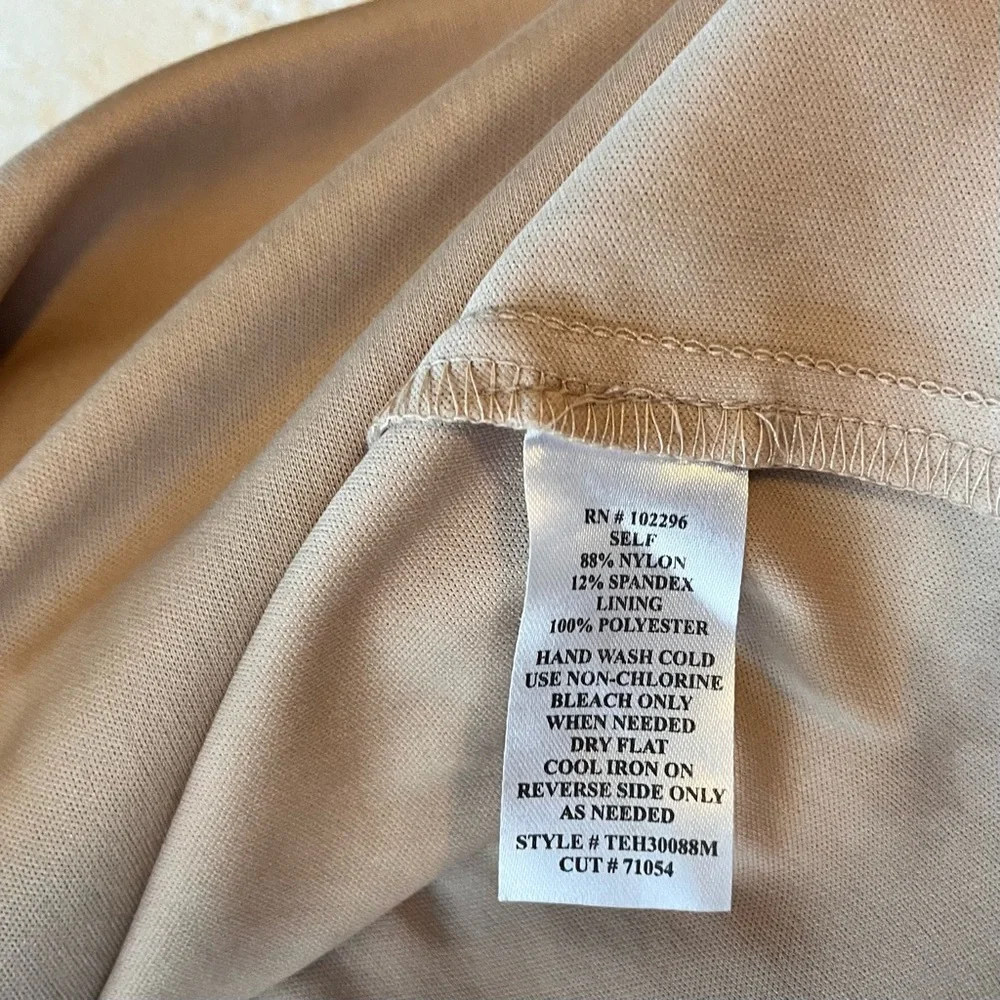 RN # 102296
SELF
88% NYLON
12% SPANDEX
LINING
100% POLYESTER
HAND WASH COLD
USE NON-CHLORINE
BLEACH ONLY
WHEN NEEDED
DRY FLAT
COOL IRON ON
REVERSE SIDE ONLY
AS NEEDED
STYLE # TEH30088M
CUT # 71054